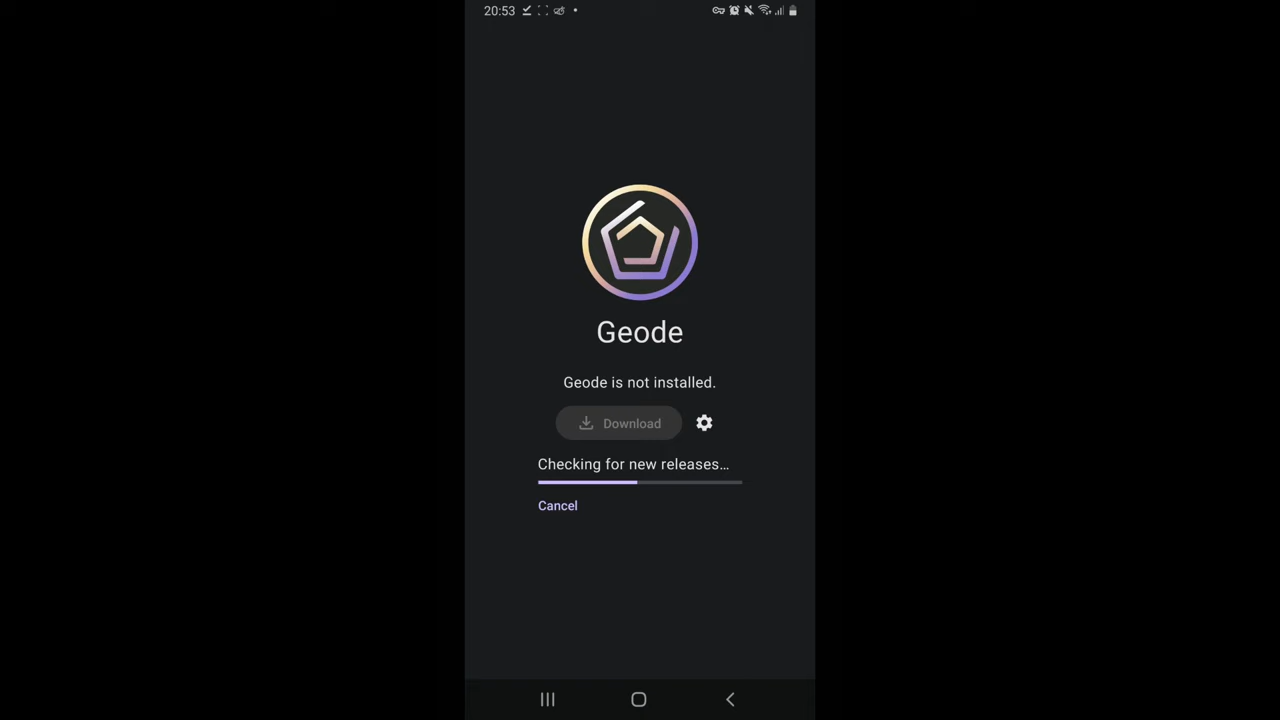 20:53
Geode
Geode is not installed.
Download
Checking for new releases...
Cancel